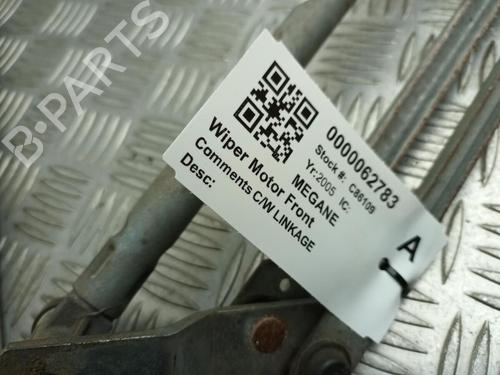 0000062783
Stock #: C86109
Yr:2005 IC:
MEGANE
Wiper Motor Front
Comments C/W LINKAGE
Desc:
A
B-PARTS